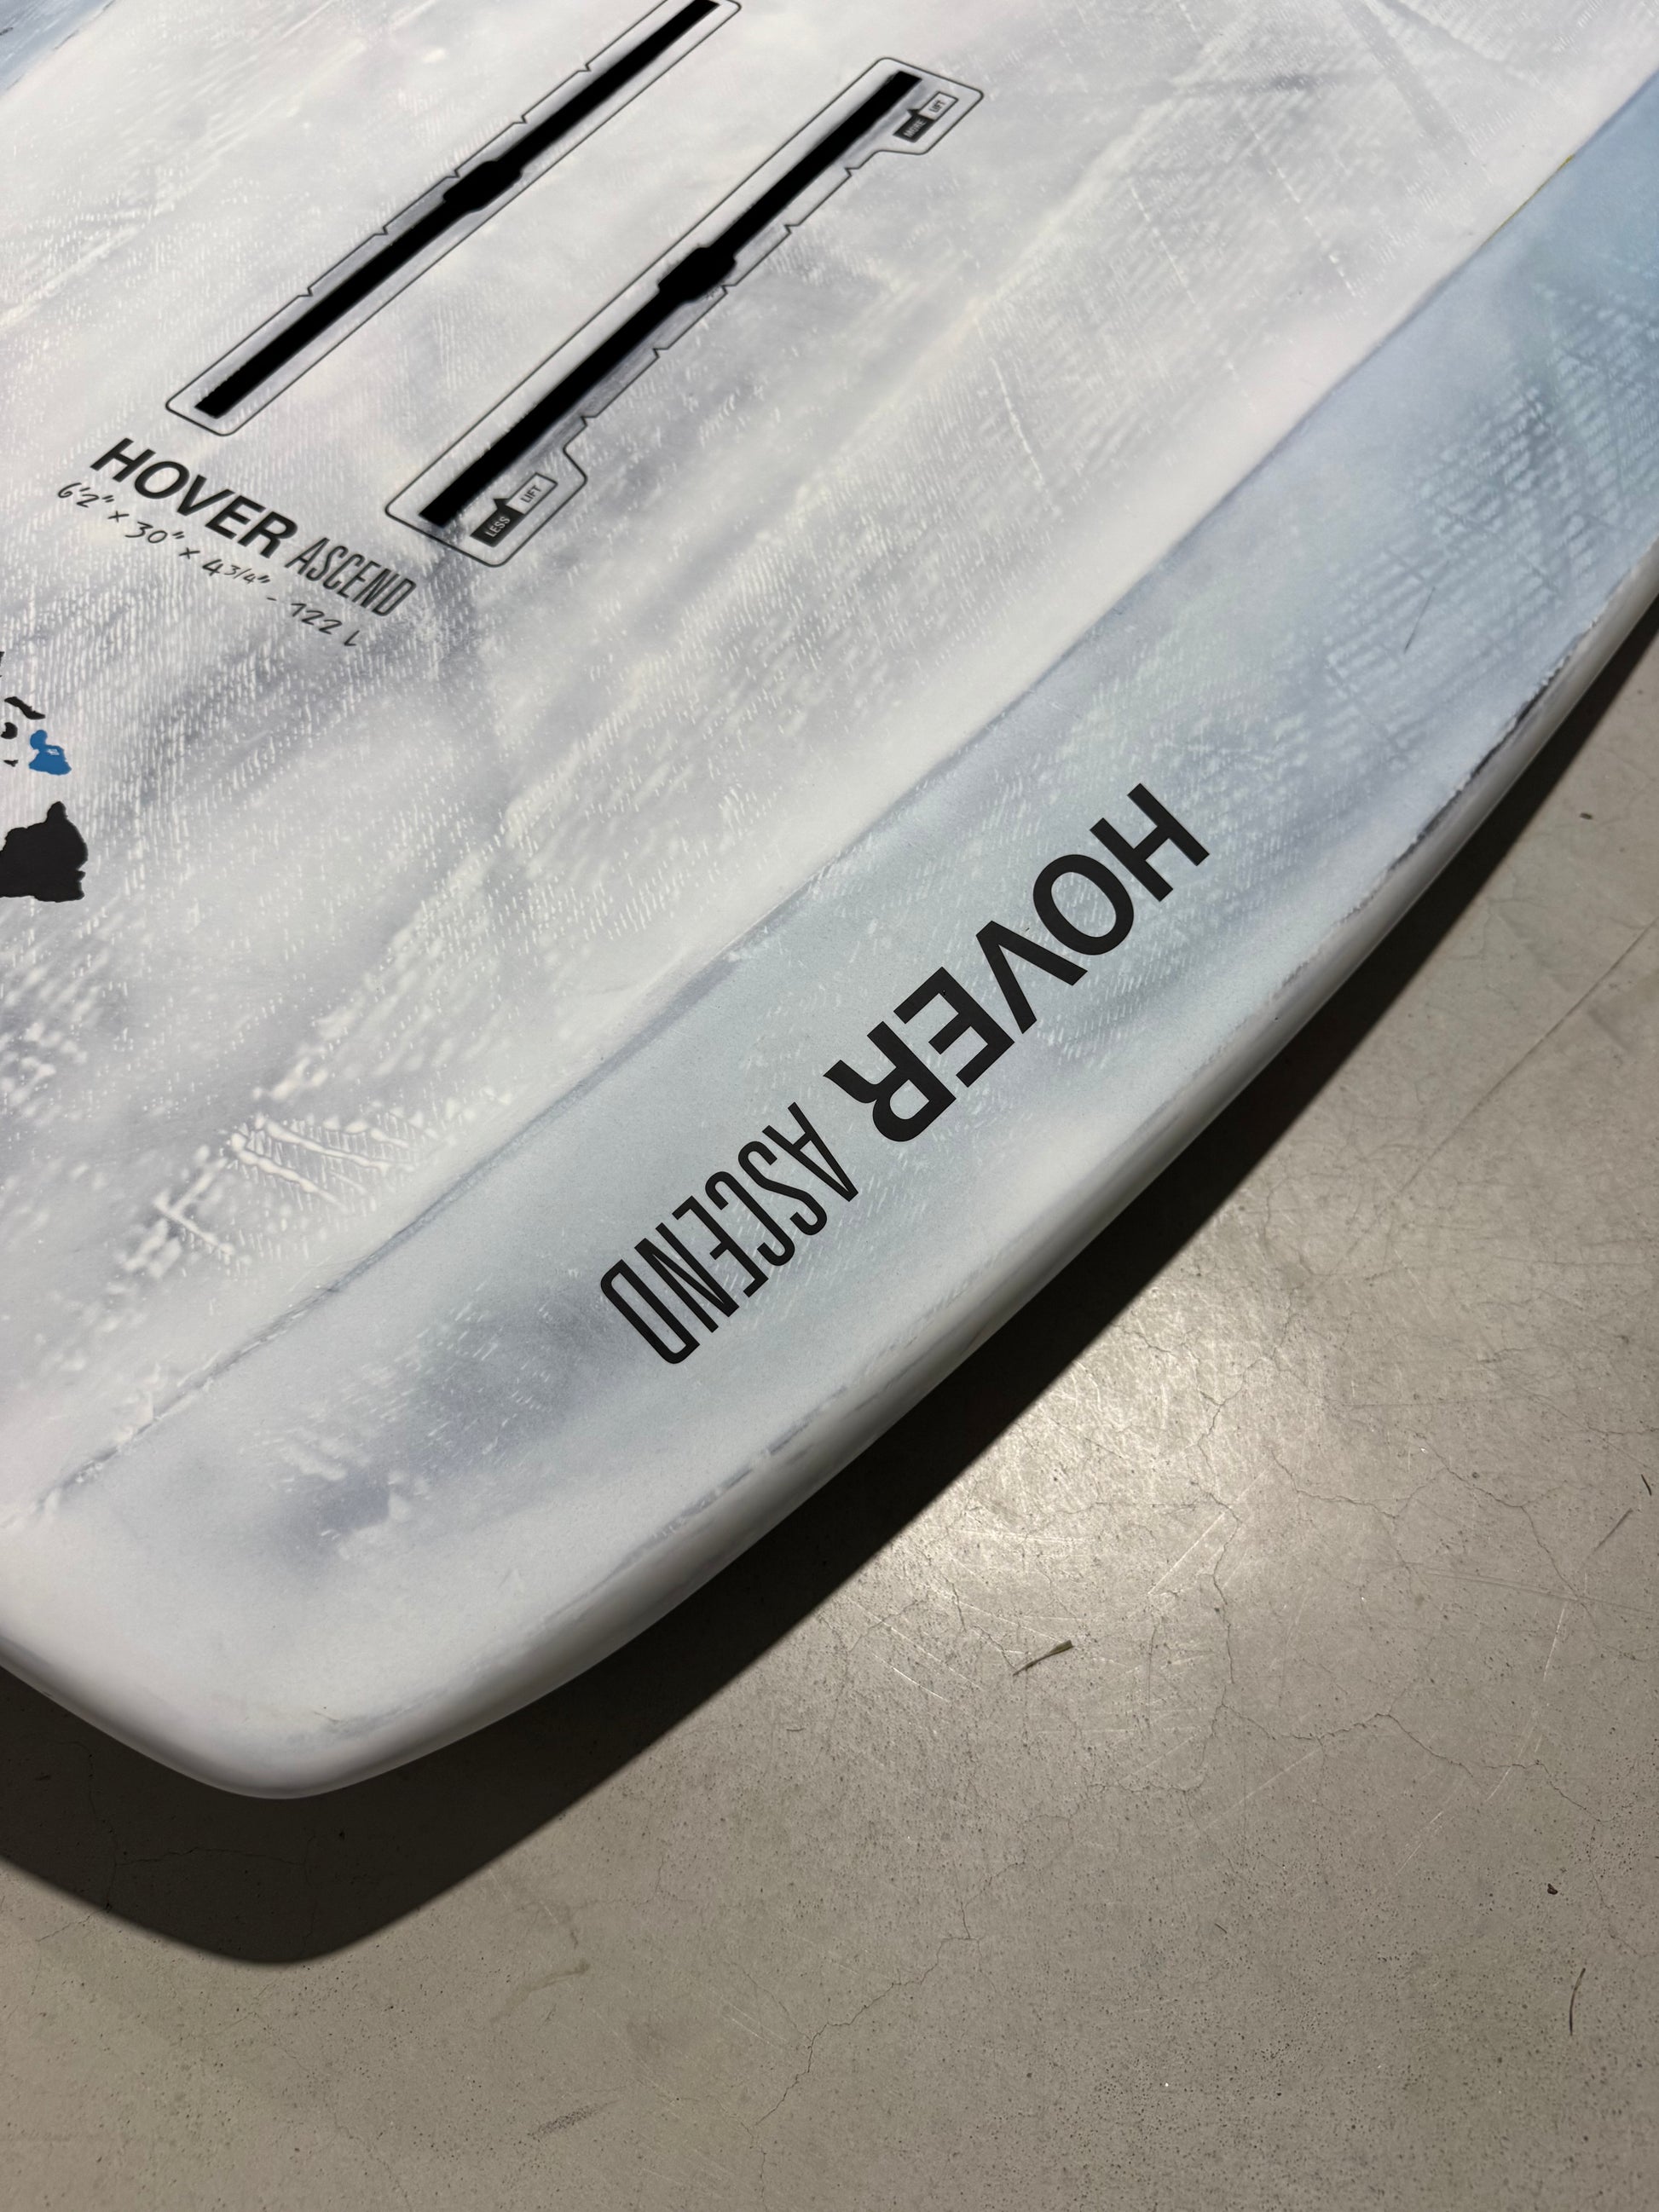 MORE LIFT
LESS LIFT
HOVER ASCEND
6'2" x 30" x 4 3/4" - 122 L
HOVER ASCEND